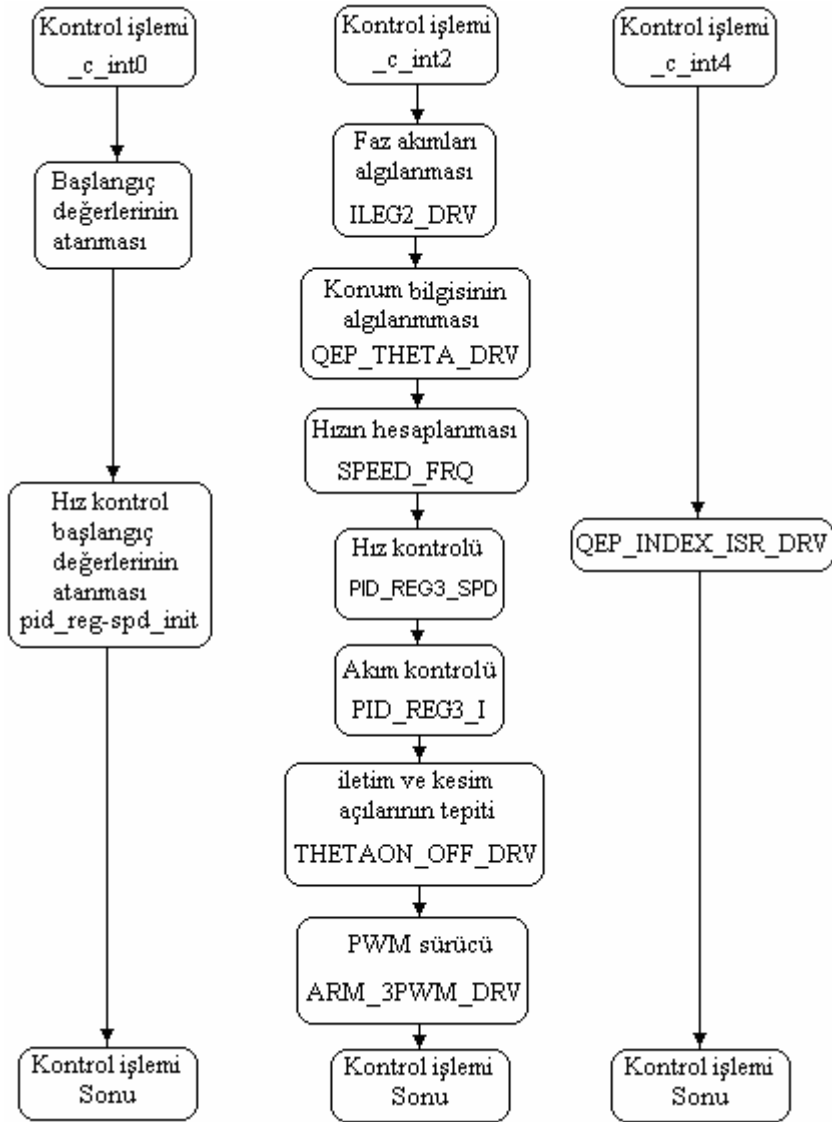 Kontrol işlemi
_c_int0
Başlangıç
değerlerinin
atanması
Hız kontrol
başlangıç
değerlerinin
atanması
pid_reg-spd_init
Kontrol işlemi
Sonu
Kontrol işlemi
_c_int2
Faz akımları
algılanması
ILEG2_DRV
Konum bilgisinin
algılanmması
QEP_THETA_DRV
Hızın hesaplanması
SPEED_FRQ
Hız kontrolü
PID_REG3_SPD
Akım kontrolü
PID_REG3_I
iletim ve kesim
açılarının tepiti
THETAON_OFF_DRV
PWM sürücü
ARM_3PWM_DRV
Kontrol işlemi
Sonu
Kontrol işlemi
_c_int4
QEP_INDEX_ISR_DRV
Kontrol işlemi
Sonu